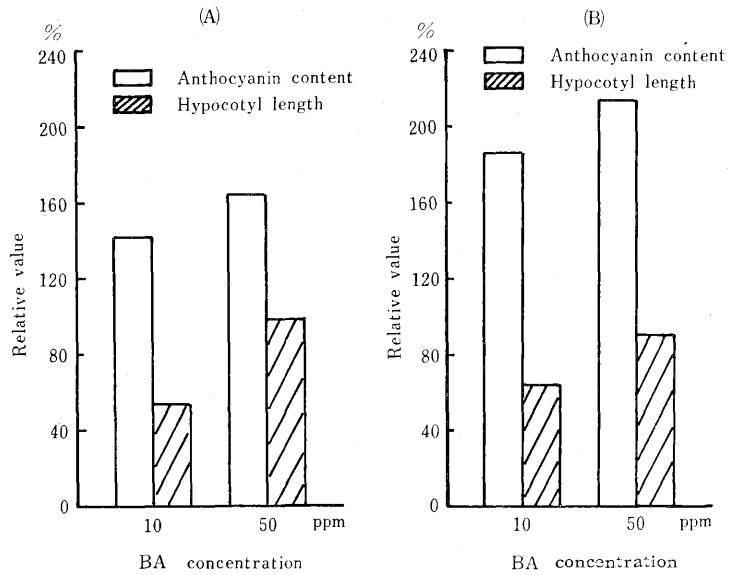 (A)
%
240
200
160
120
80
40
0
Relative value
Anthocyanin content
Hypocotyl length
10 50 ppm
BA concentration
(B)
%
240
200
160
120
80
40
0
Relative value
Anthocyanin content
Hypocotyl length
10 50 ppm
BA concentration